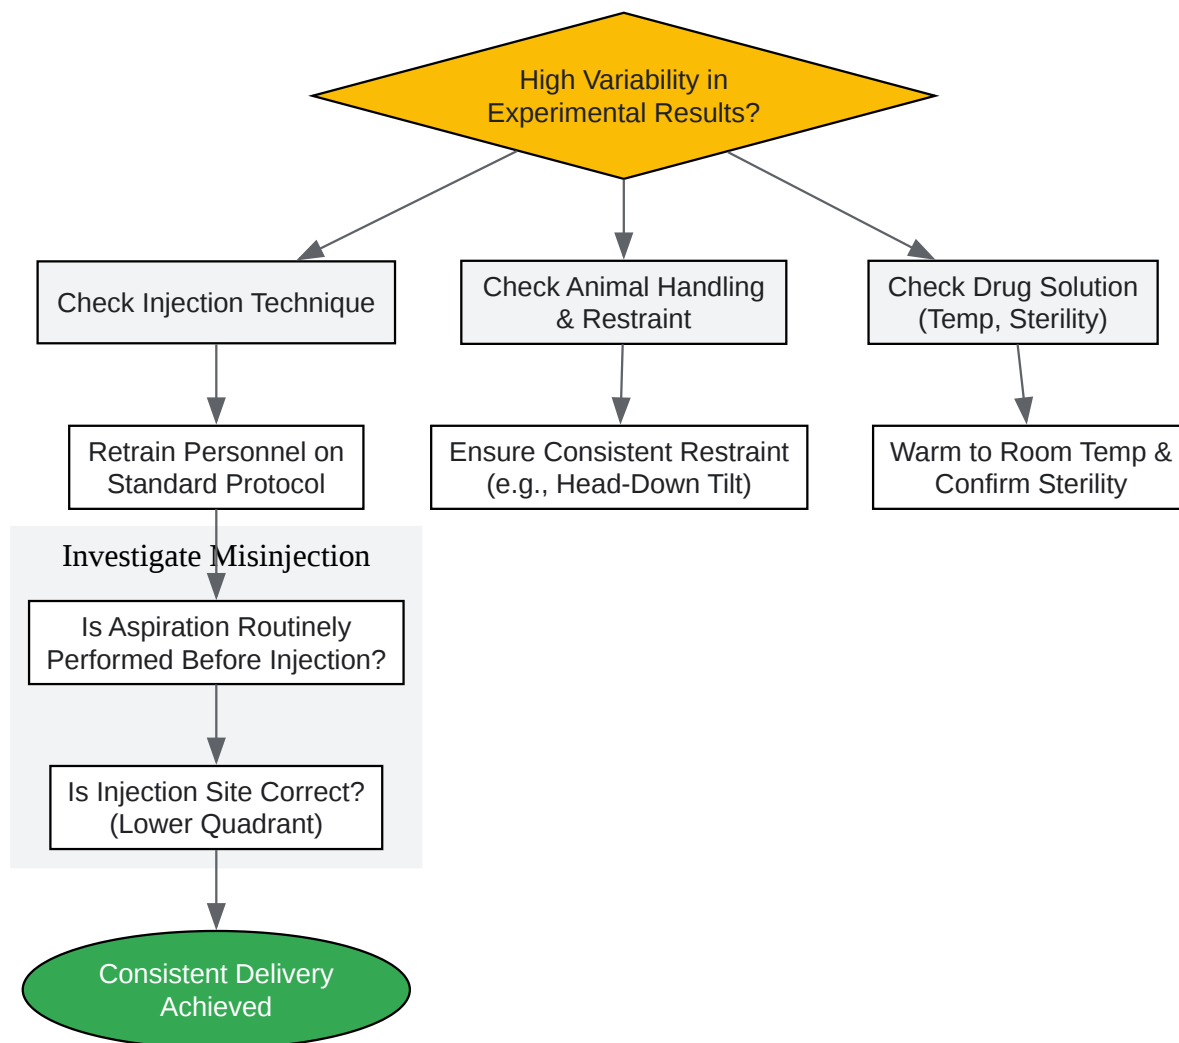 High Variability in
Experimental Results?
Check Injection Technique
Check Animal Handling
& Restraint
Check Drug Solution
(Temp, Sterility)
Retrain Personnel on
Standard Protocol
Ensure Consistent Restraint
(e.g., Head-Down Tilt)
Warm to Room Temp &
Confirm Sterility
Investigate Misinjection
Is Aspiration Routinely
Performed Before Injection?
Is Injection Site Correct?
(Lower Quadrant)
Consistent Delivery
Achieved